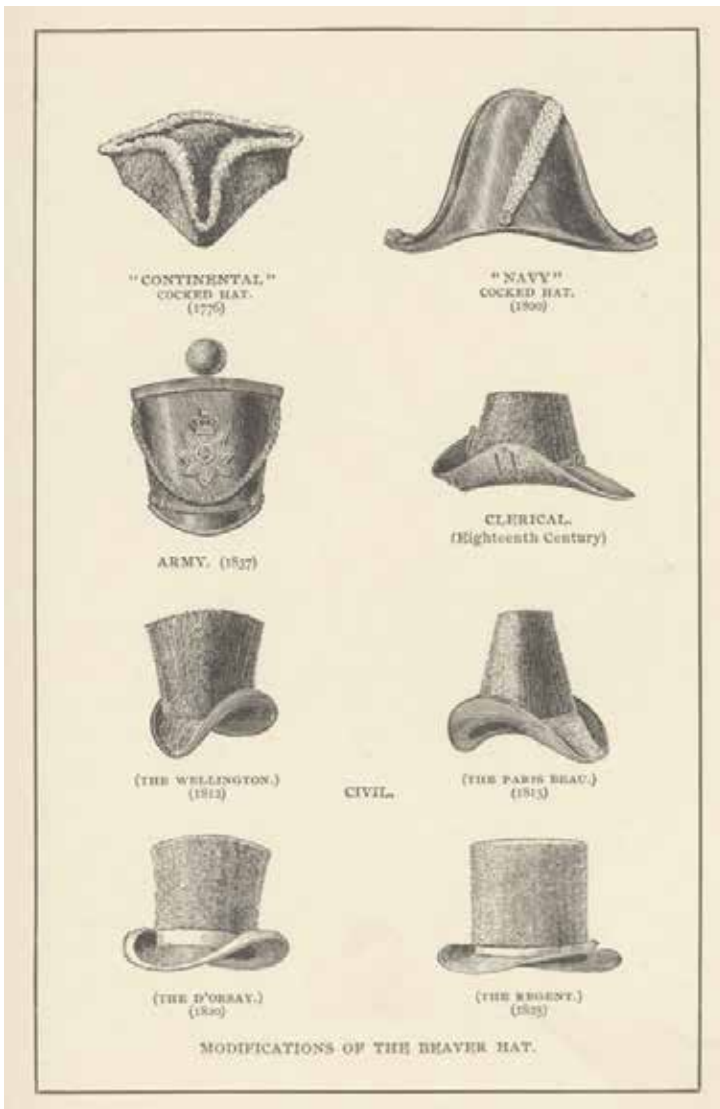 "CONTINENTAL"
COCKED HAT.
(1776)
"NAVY"
COCKED HAT.
(1800)
ARMY. (1837)
CLERICAL.
(Eighteenth Century)
(THE WELLINGTON.)
(1812)
CIVIL.
(THE PARIS BEAU.)
(1815)
(THE D'ORSAY.)
(1820)
(THE REGENT.)
(1825)
MODIFICATIONS OF THE BEAVER HAT.